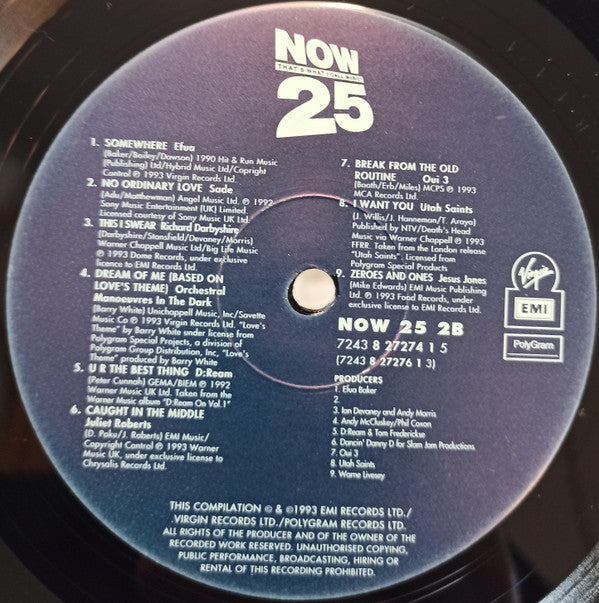 NOW
THAT'S WHAT I CALL MUSIC
25
1. SOMEWHERE Efua
(Baker/Bailey/Dawson) 1990 Hit & Run Music
(Publishing) Ltd/Hybrid Music Ltd/Copright
Control ℗ 1993 Virgin Records Ltd.
2. NO ORDINARY LOVE Sade
(Adu/Matthewman) Angel Music Ltd. ℗ 1992
Sony Music Entertainment (UK) Limited.
Licensed courtesy of Sony Music UK Ltd.
3. THIS I SWEAR Richard Darbyshire
(Darbyshire/Stansfield/Devaney/Morris)
Warner Chappell Music Ltd/Big Life Music
℗ 1993 Dome Records, under exclusive
licence to EMI Records Ltd.
4. DREAM OF ME (BASED ON
LOVE'S THEME) Orchestral
Manoeuvres In The Dark
(Barry White) Unichappell Music, Inc/Savette
Music Co ℗ 1993 Virgin Records Ltd. "Love's
Theme" by Barry White under license from
Polygram Special Projects, a division of
Polygram Group Distribution, Inc, "Love's
Theme" produced by Barry White
5. U R THE BEST THING D:Ream
(Peter Cunnah) GEMA/BIEM ℗ 1992
Warner Music UK Ltd. Taken from the
Warner Music album "D:Ream On Vol.1"
6. CAUGHT IN THE MIDDLE
Juliet Roberts
(D. Poku/J. Roberts) EMI Music/
Copyright Control ℗ 1993 Warner
Music UK, under exclusive license to
Chrysalis Records Ltd.
7. BREAK FROM THE OLD
ROUTINE Oui 3
(Booth/Erb/Miles) MCPS ℗ 1993
MCA Records Ltd.
8. I WANT YOU Utah Saints
(J. Willis/J. Hanneman/T. Araya)
Published by NTV/Death's Head
Music via Warner Chappell ℗ 1993
FFRR. Taken from the London release
"Utah Saints". Licensed from
Polygram Special Products
9. ZEROES AND ONES Jesus Jones
(Mike Edwards) EMI Music Publishing
Ltd. ℗ 1993 Food Records, under
exclusive license to EMI Records Ltd.
NOW 25 2B
7243 8 27274 1 5
(7243 8 27276 1 3)
Virgin
EMI
PolyGram
PRODUCERS
1. Efua Baker
2.
3. Ian Devaney and Andy Morris
4. Andy McCluskey/Phil Coxon
5. D:Ream & Tom Frederickse
6. Dancin' Danny D for Slam Jam Productions
7. Oui 3
8. Utah Saints
9. Warne Livesey
THIS COMPILATION ℗ & ©1993 EMI RECORDS LTD./
VIRGIN RECORDS LTD./POLYGRAM RECORDS LTD.
ALL RIGHTS OF THE PRODUCER AND OF THE OWNER OF THE
RECORDED WORK RESERVED. UNAUTHORISED COPYING,
PUBLIC PERFORMANCE, BROADCASTING, HIRING OR
RENTAL OF THIS RECORDING PROHIBITED.